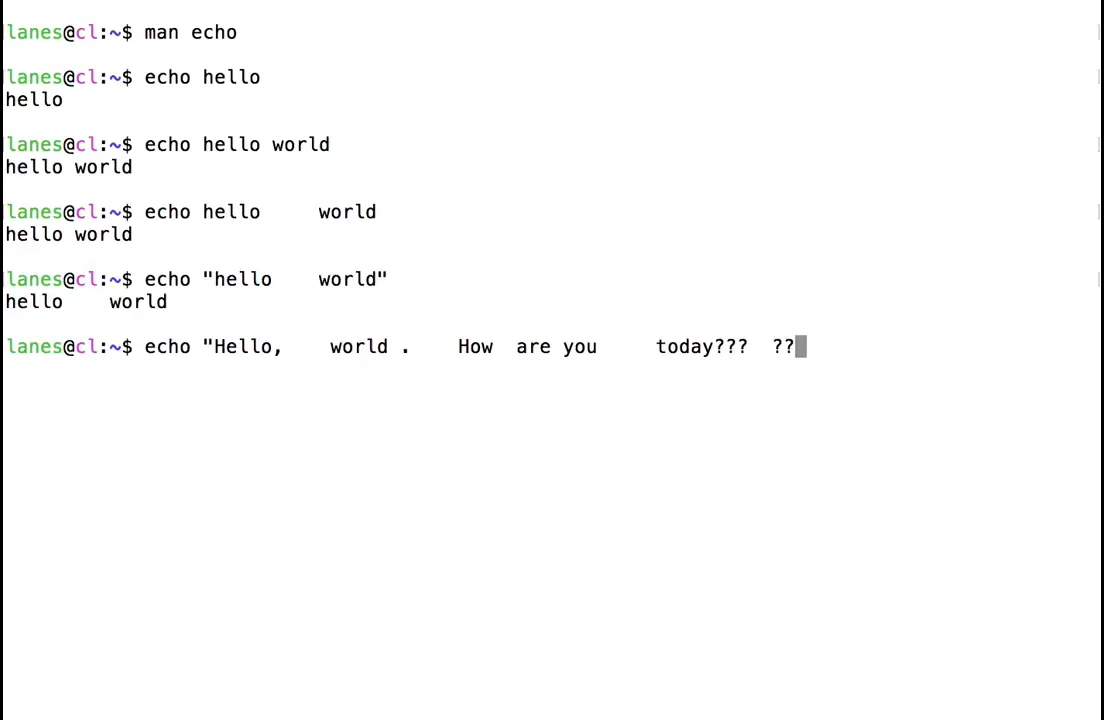 lanes@cl:~$ man echo
lanes@cl:~$ echo hello
hello
lanes@cl:~$ echo hello world
hello world
lanes@cl:~$ echo hello     world
hello world
lanes@cl:~$ echo "hello    world"
hello    world
lanes@cl:~$ echo "Hello,    world .    How  are you     today???  ??